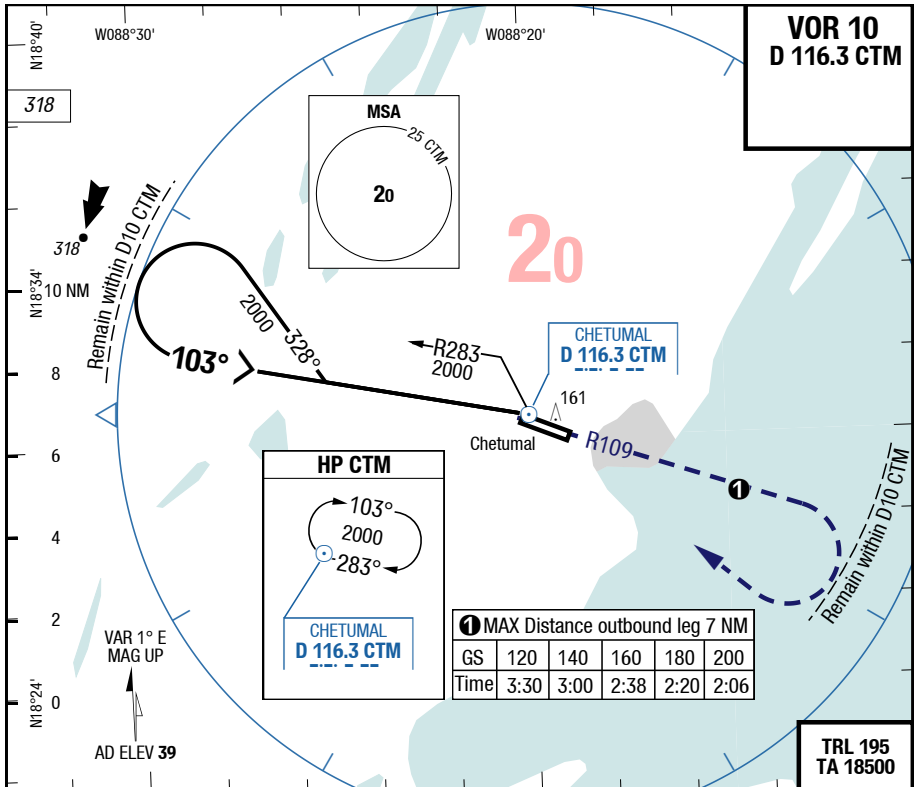 N18°40'
W088°30'
W088°20'
VOR 10
D 116.3 CTM
318
MSA
25 CTM
20
318
Remain within D10 CTM
20
N18°34'
10 NM
2000
328°
103°
R283
2000
CHETUMAL
D 116.3 CTM
8
161
Chetumal
R109
6
HP CTM
103°
2000
283°
CHETUMAL
D 116.3 CTM
1
Remain within D10 CTM
4
2
1 MAX Distance outbound leg 7 NM
GS 120 140 160 180 200
Time 3:30 3:00 2:38 2:20 2:06
VAR 1° E
MAG UP
N18°24'
0
AD ELEV 39
TRL 195
TA 18500